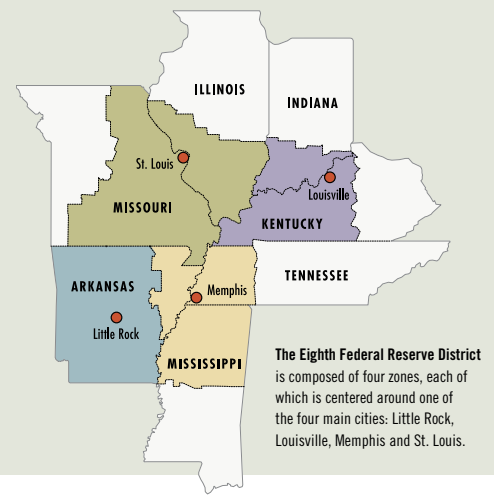 ILLINOIS
INDIANA
St. Louis
Louisville
MISSOURI
KENTUCKY
TENNESSEE
ARKANSAS
Memphis
Little Rock
MISSISSIPPI
The Eighth Federal Reserve District
is composed of four zones, each of
which is centered around one of
the four main cities: Little Rock,
Louisville, Memphis and St. Louis.